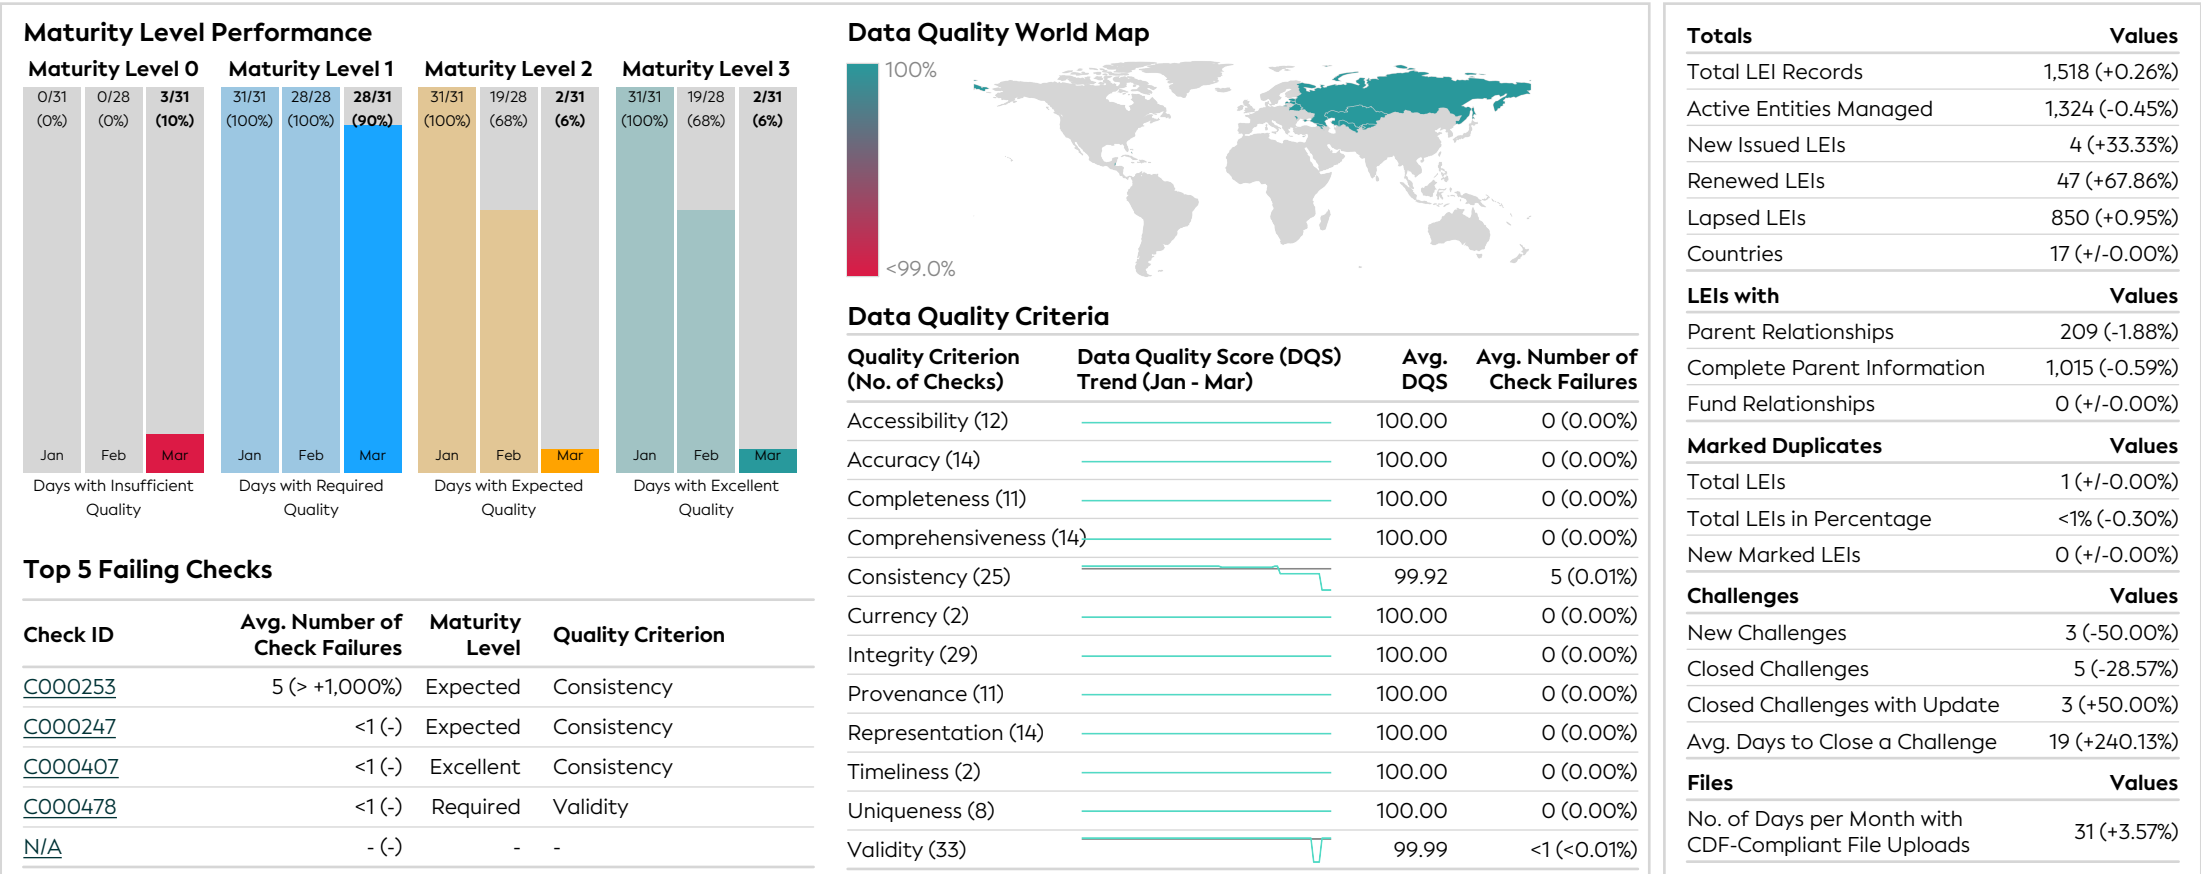 Maturity Level Performance
Maturity Level 0
Maturity Level 1
Maturity Level 2
Maturity Level 3
0/31 0/28 3/31
(0%) (0%) (10%)
31/31 28/28 28/31
(100%) (100%) (90%)
31/31 19/28 2/31
(100%) (68%) (6%)
31/31 19/28 2/31
(100%) (68%) (6%)
Jan Feb Mar
Jan Feb Mar
Jan Feb Mar
Jan Feb Mar
Days with Insufficient
Quality
Days with Required
Quality
Days with Expected
Quality
Days with Excellent
Quality
Top 5 Failing Checks
Check ID Avg. Number of Check Failures Maturity Level Quality Criterion
C000253 5 (> +1,000%) Expected Consistency
C000247 <1 (-) Expected Consistency
C000407 <1 (-) Excellent Consistency
C000478 <1 (-) Required Validity
N/A - (-) - -
Data Quality World Map
100%
<99.0%
Data Quality Criteria
Quality Criterion (No. of Checks) Data Quality Score (DQS) Trend (Jan - Mar) Avg. DQS Avg. Number of Check Failures
Accessibility (12) 100.00 0 (0.00%)
Accuracy (14) 100.00 0 (0.00%)
Completeness (11) 100.00 0 (0.00%)
Comprehensiveness (14) 100.00 0 (0.00%)
Consistency (25) 99.92 5 (0.01%)
Currency (2) 100.00 0 (0.00%)
Integrity (29) 100.00 0 (0.00%)
Provenance (11) 100.00 0 (0.00%)
Representation (14) 100.00 0 (0.00%)
Timeliness (2) 100.00 0 (0.00%)
Uniqueness (8) 100.00 0 (0.00%)
Validity (33) 99.99 <1 (<0.01%)
Totals Values
Total LEI Records 1,518 (+0.26%)
Active Entities Managed 1,324 (-0.45%)
New Issued LEIs 4 (+33.33%)
Renewed LEIs 47 (+67.86%)
Lapsed LEIs 850 (+0.95%)
Countries 17 (+/-0.00%)
LEIs with Values
Parent Relationships 209 (-1.88%)
Complete Parent Information 1,015 (-0.59%)
Fund Relationships 0 (+/-0.00%)
Marked Duplicates Values
Total LEIs 1 (+/-0.00%)
Total LEIs in Percentage <1% (-0.30%)
New Marked LEIs 0 (+/-0.00%)
Challenges Values
New Challenges 3 (-50.00%)
Closed Challenges 5 (-28.57%)
Closed Challenges with Update 3 (+50.00%)
Avg. Days to Close a Challenge 19 (+240.13%)
Files Values
No. of Days per Month with
CDF-Compliant File Uploads 31 (+3.57%)